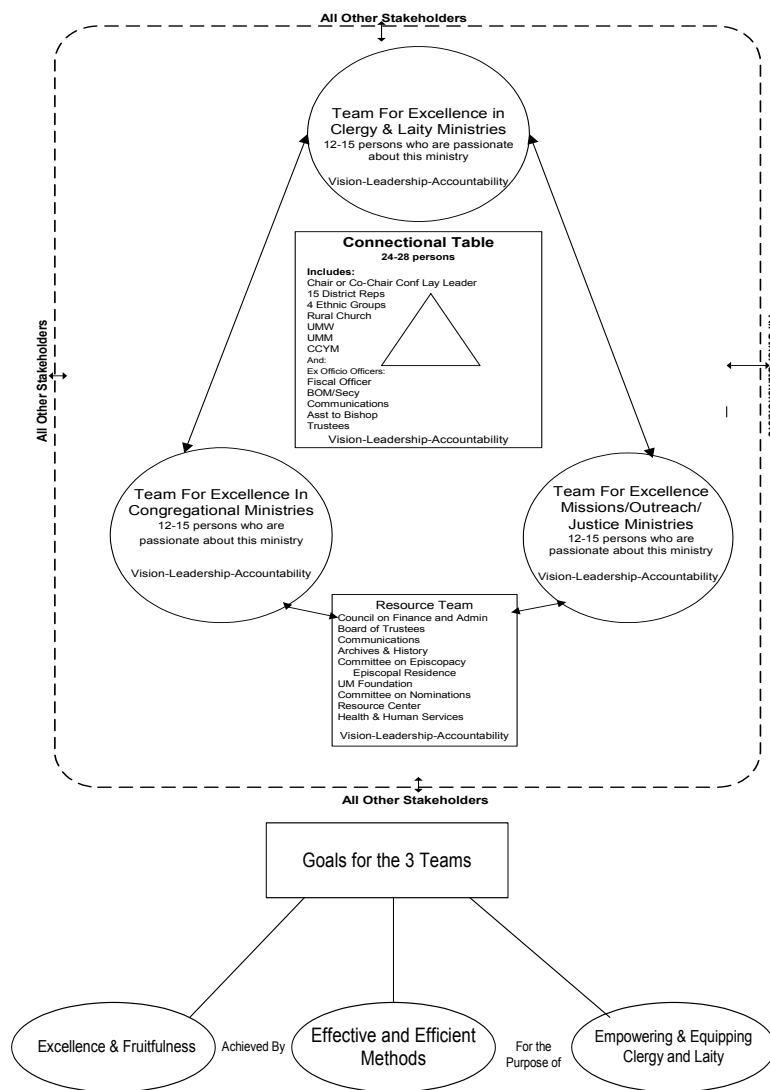 All Other Stakeholders
Team For Excellence in
Clergy & Laity Ministries
12-15 persons who are passionate
about this ministry
Vision-Leadership-Accountability
Connectional Table
24-28 persons
Includes:
Chair or Co-Chair Conf Lay Leader
15 District Reps
4 Ethnic Groups
Rural Church
UMW
UMM
CCYM
And:
Ex Officio Officers:
Fiscal Officer
BOM/Secy
Communications
Asst to Bishop
Trustees
Vision-Leadership-Accountability
All Other Stakeholders
Team For Excellence In
Congregational Ministries
12-15 persons who are
passionate about this ministry
Vision-Leadership-Accountability
Team For Excellence
Missions/Outreach/
Justice Ministries
12-15 persons who are
passionate about this ministry
Vision-Leadership-Accountability
Resource Team
Council on Finance and Admin
Board of Trustees
Communications
Archives & History
Committee on Episcopacy
Episcopal Residence
UM Foundation
Committee on Nominations
Resource Center
Health & Human Services
Vision-Leadership-Accountability
All Other Stakeholders
Goals for the 3 Teams
Excellence & Fruitfulness
Achieved By
Effective and Efficient
Methods
For the
Purpose of
Empowering & Equipping
Clergy and Laity